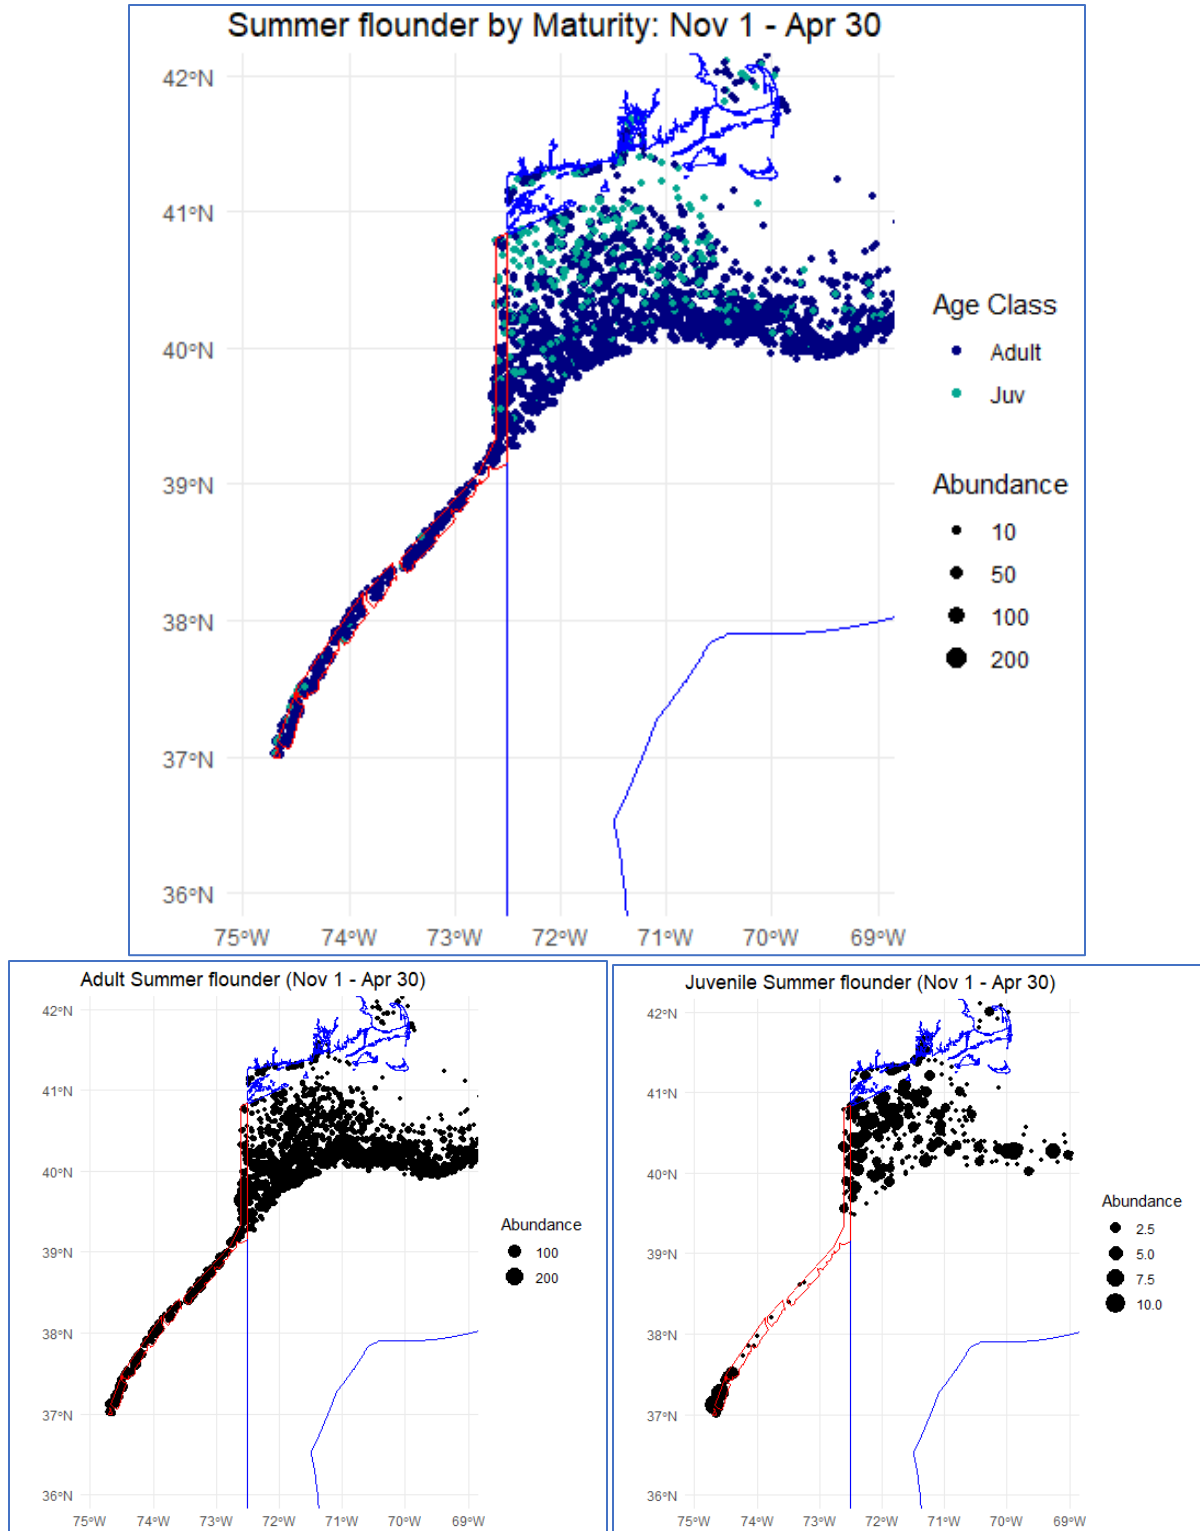 Summer flounder by Maturity: Nov 1 - Apr 30
42°N
41°N
40°N
39°N
38°N
37°N
36°N
75°W 74°W 73°W 72°W 71°W 70°W 69°W
Age Class
Adult
Juv
Abundance
10
50
100
200
Adult Summer flounder (Nov 1 - Apr 30)
42°N
41°N
40°N
39°N
38°N
37°N
36°N
75°W 74°W 73°W 72°W 71°W 70°W 69°W
Abundance
100
200
Juvenile Summer flounder (Nov 1 - Apr 30)
42°N
41°N
40°N
39°N
38°N
37°N
36°N
75°W 74°W 73°W 72°W 71°W 70°W 69°W
Abundance
2.5
5.0
7.5
10.0